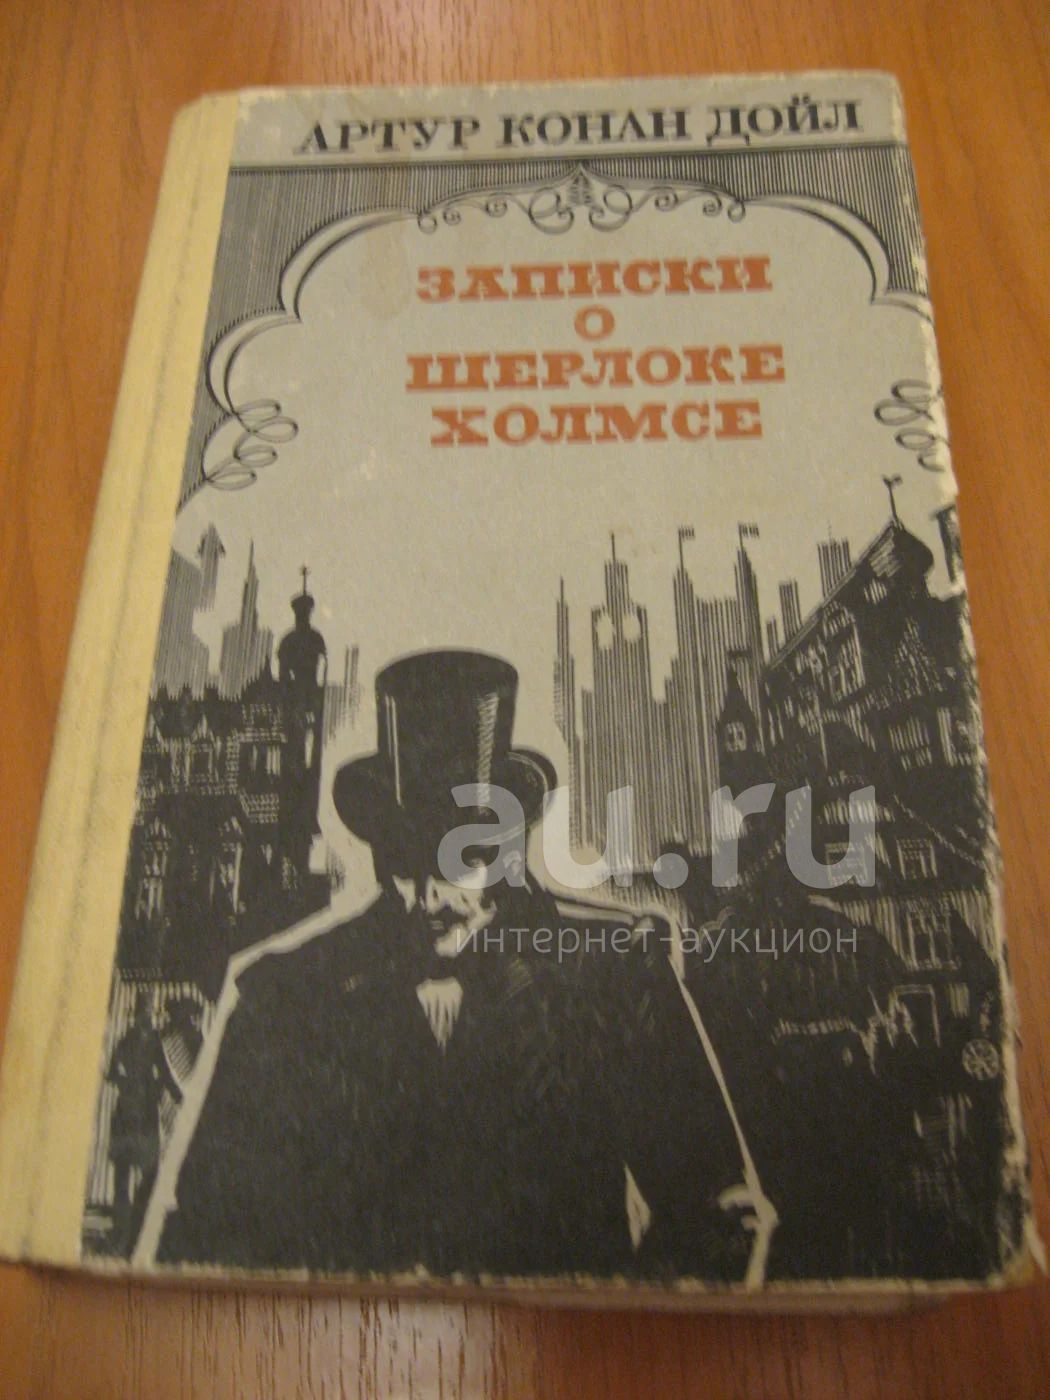 АРТУР КОНАН ДОЙЛ
ЗАПИСКИ
О
ШЕРЛОКЕ
ХОЛМСЕ
au.ru
интернет-аукцион